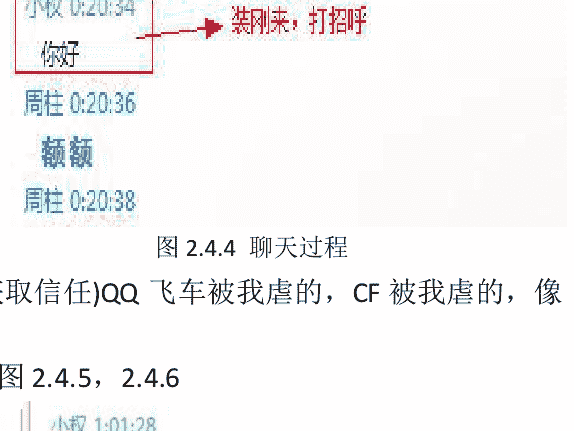 小权 0:20:34
装刚来，打招呼
你好
周柱 0:20:36
额额
周柱 0:20:38
图 2.4.4 聊天过程
取信任)QQ 飞车被我虐的，CF 被我虐的，像
图 2.4.5，2.4.6
小权 1:01:28